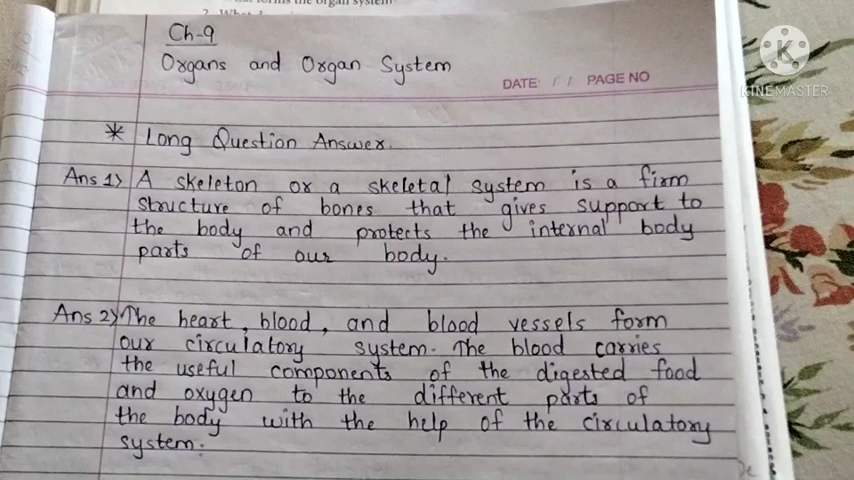 Ch-9
Organs and Organ System
DATE: / / PAGE NO
KINEMASTER
* Long Question Answer.
Ans 1) A skeleton or a skeletal system is a firm
structure of bones that gives support to
the body and protects the internal body
parts of our body.
Ans 2) The heart, blood, and blood vessels form
our circulatory system. The blood carries
the useful components of the digested food
and oxygen to the different parts of
the body with the help of the circulatory
system.